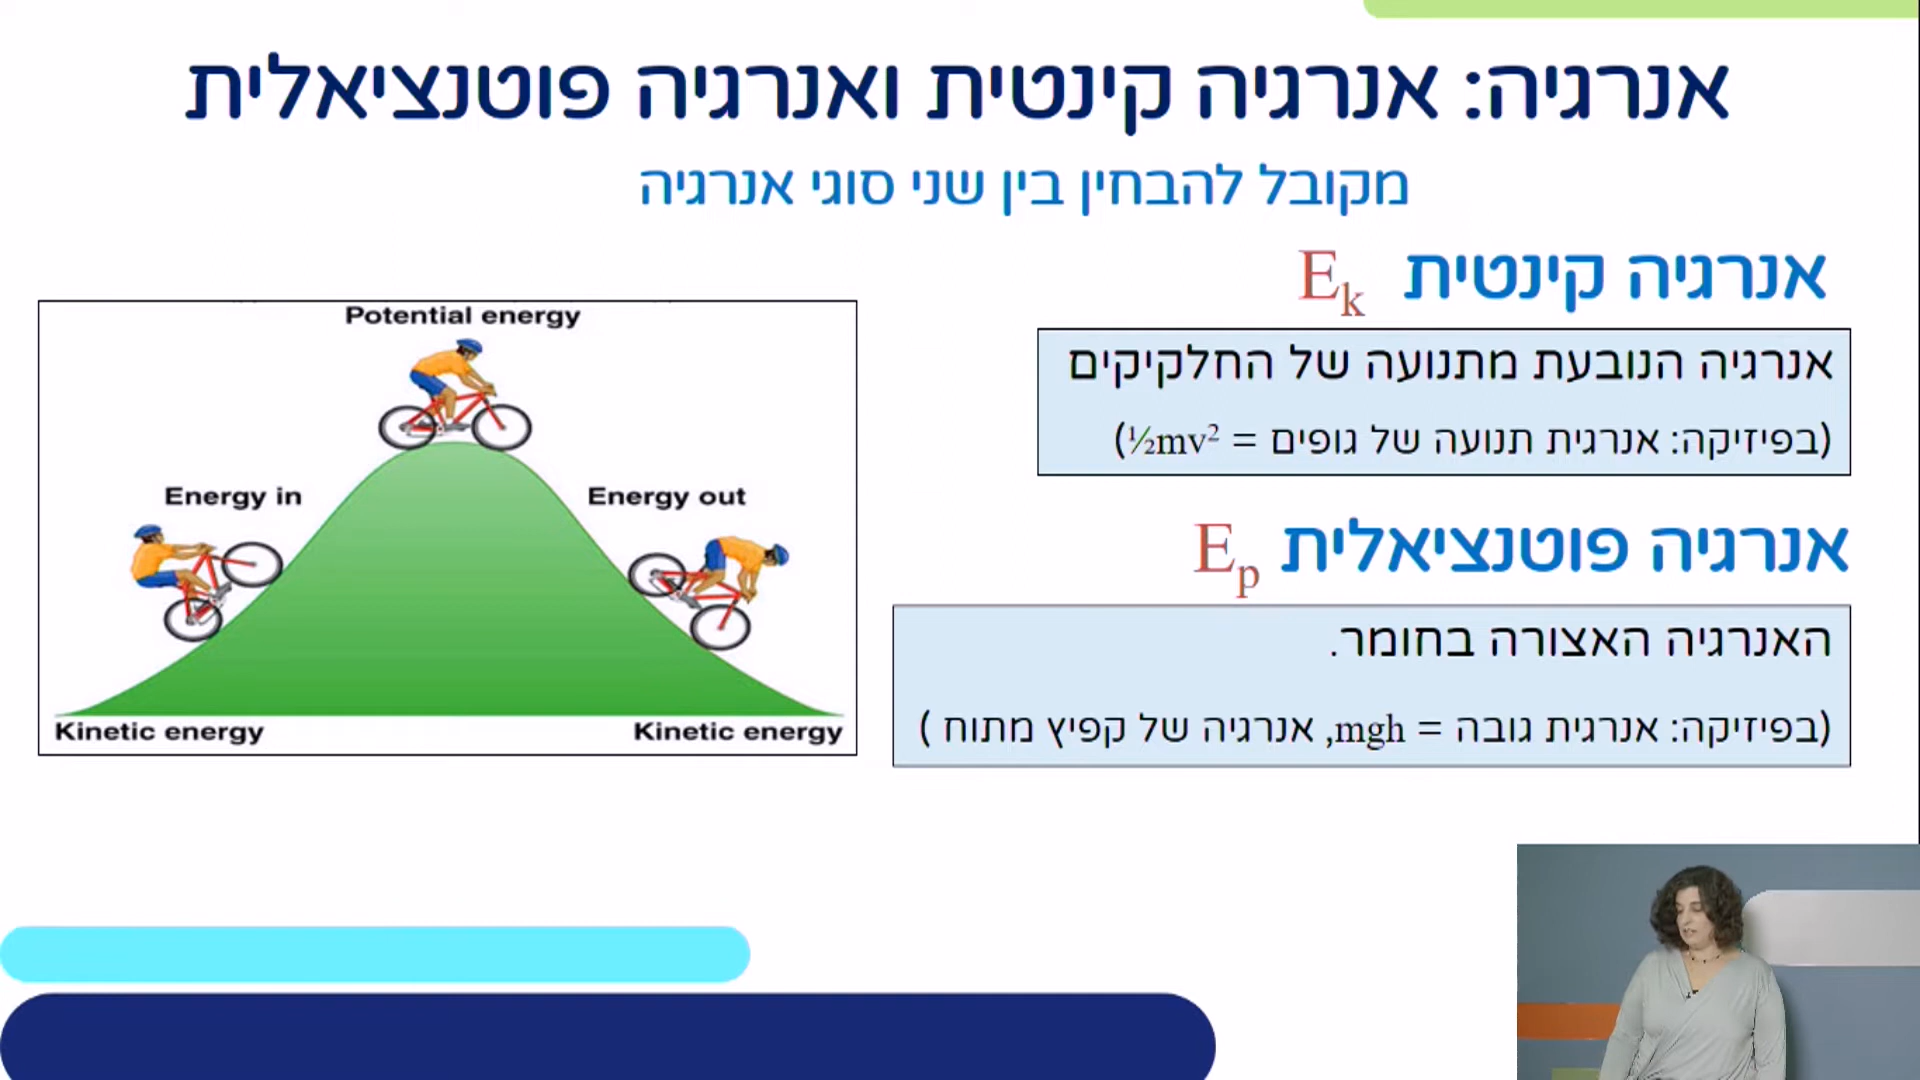 אנרגיה: אנרגיה קינטית ואנרגיה פוטנציאלית
מקובל להבחין בין שני סוגי אנרגיה
אנרגיה קינטית Ek
אנרגיה הנובעת מתנועה של החלקיקים
(בפיזיקה: אנרגית תנועה של גופים = ½mv²)
אנרגיה פוטנציאלית Ep
האנרגיה האצורה בחומר.
(בפיזיקה: אנרגית גובה = mgh, אנרגיה של קפיץ מתוח )
Potential energy
Energy in
Energy out
Kinetic energy
Kinetic energy